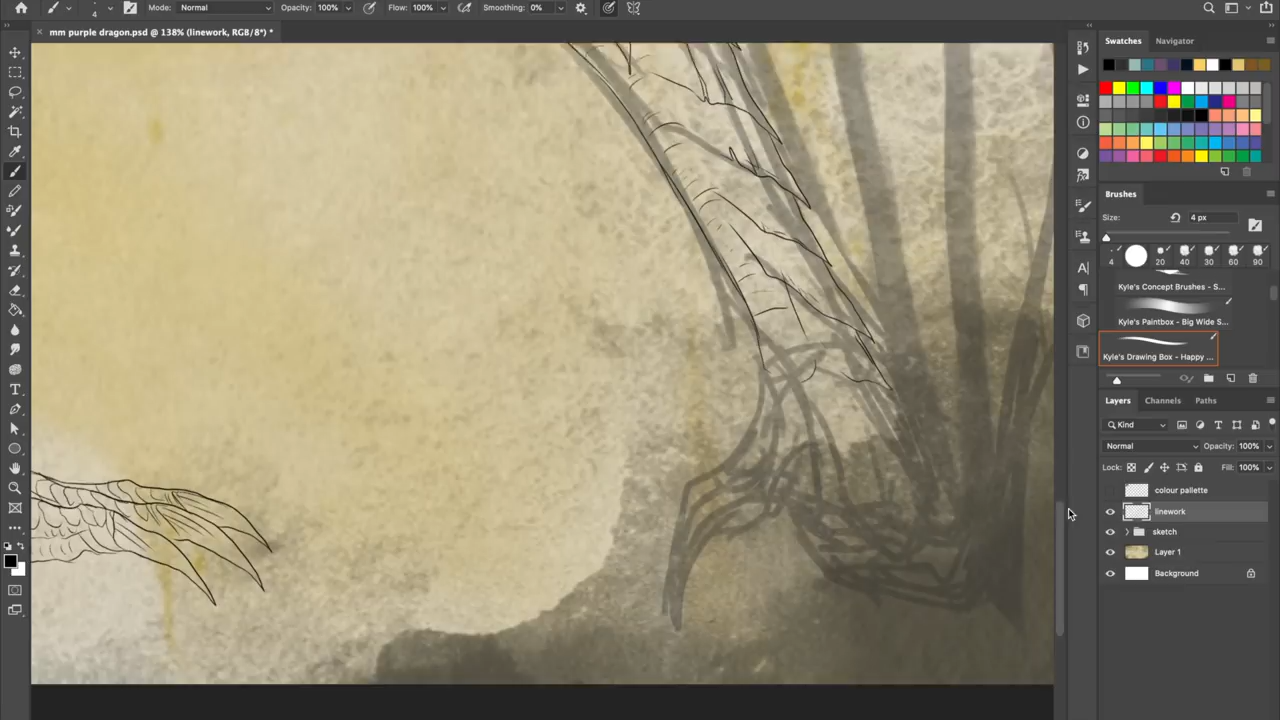 4
Mode: Normal
Opacity: 100%
Flow: 100%
Smoothing: 0%
mm purple dragon.psd @ 138% (linework, RGB/8*) *
Swatches
Navigator
Brushes
Size:
4 px
4
20
40
30
60
90
Kyle's Concept Brushes - S...
Kyle's Paintbox - Big Wide S...
Kyle's Drawing Box - Happy ...
Layers
Channels
Paths
Kind
Normal
Opacity: 100%
Lock:
Fill: 100%
colour pallette
linework
sketch
Layer 1
Background